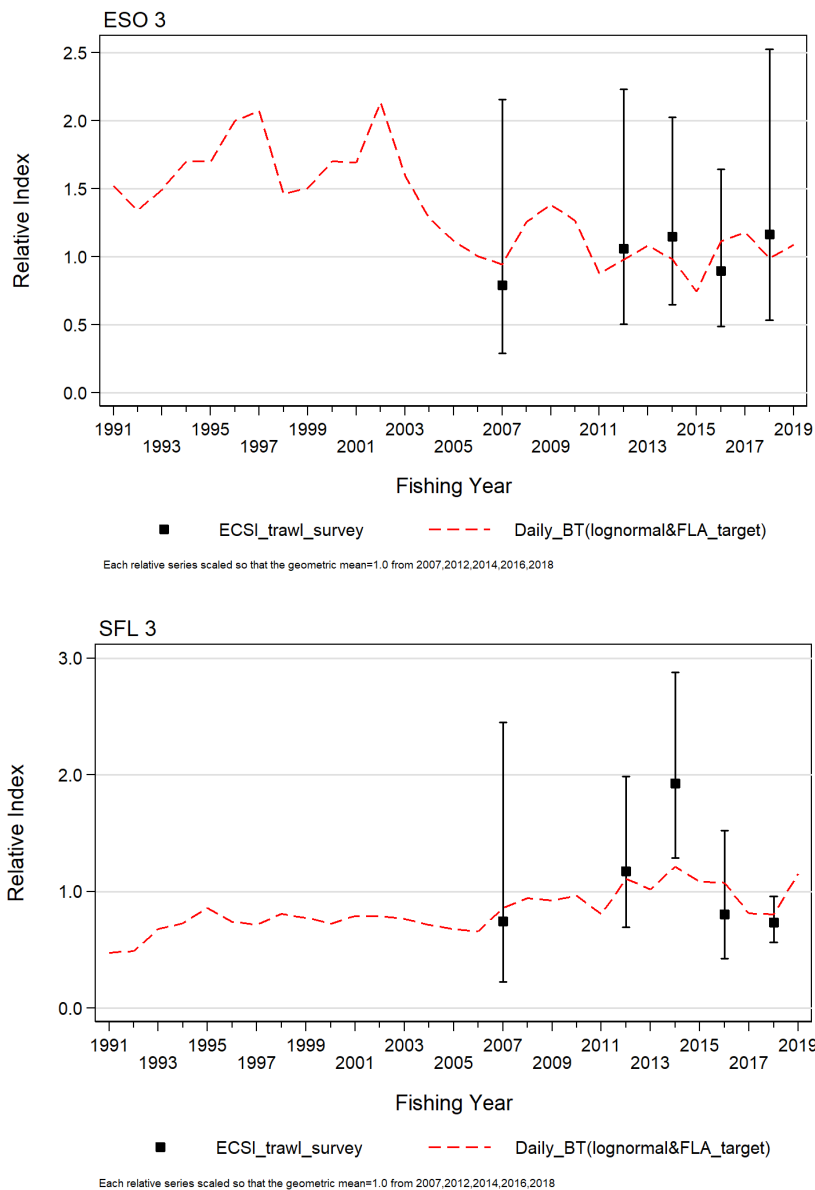 ESO 3
2.5
2.0
1.5
1.0
0.5
0.0
Relative Index
1991 1995 1999 2003 2007 2011 2015 2019
1993 1997 2001 2005 2009 2013 2017
Fishing Year
ECSI_trawl_survey Daily_BT(lognormal&FLA_target)
Each relative series scaled so that the geometric mean=1.0 from 2007,2012,2014,2016,2018
SFL 3
3.0
2.0
1.0
0.0
Relative Index
1991 1995 1999 2003 2007 2011 2015 2019
1993 1997 2001 2005 2009 2013 2017
Fishing Year
ECSI_trawl_survey Daily_BT(lognormal&FLA_target)
Each relative series scaled so that the geometric mean=1.0 from 2007,2012,2014,2016,2018